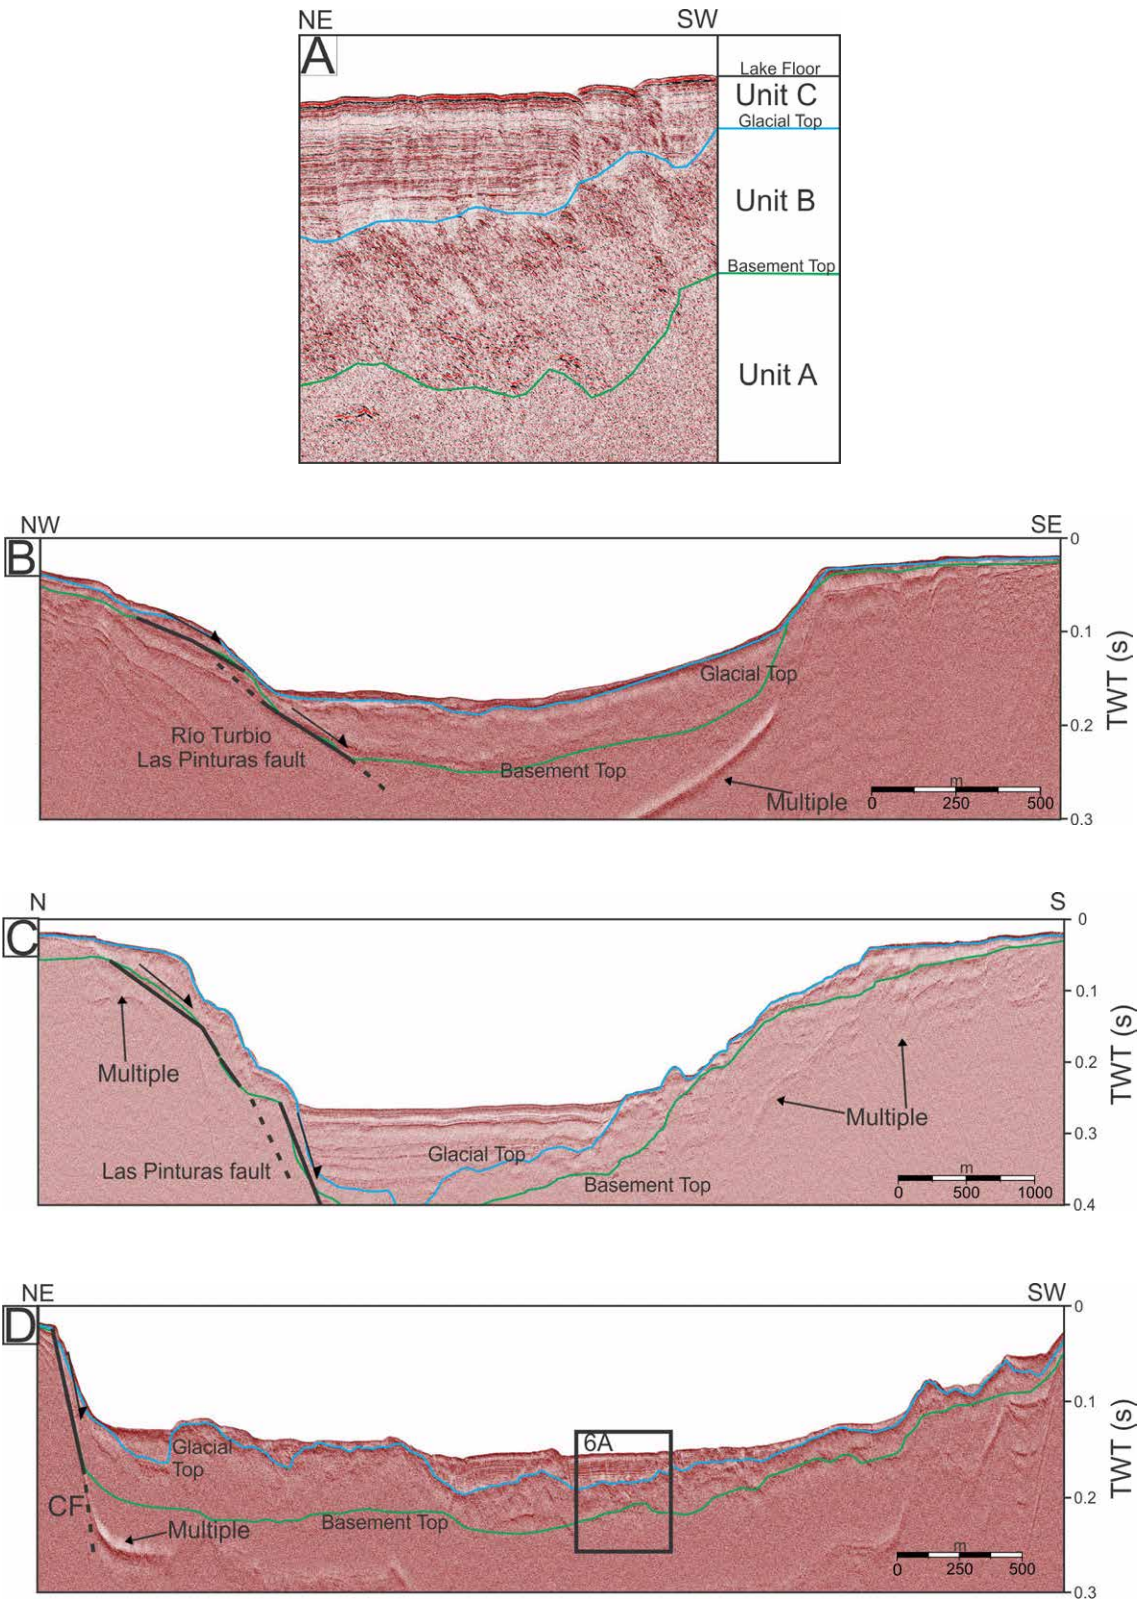 NE SW
A
Lake Floor
Unit C
Glacial Top
Unit B
Basement Top
Unit A
NW SE
B
0
0.1
Glacial Top
0.2
Río Turbio
Las Pinturas fault
Basement Top
Multiple
m
0 250 500
0.3
TWT (s)
N S
C
0
0.1
Multiple
0.2
Multiple
0.3
Glacial Top
Las Pinturas fault
Basement Top
m
0 500 1000
0.4
TWT (s)
NE SW
D
0
0.1
6A
Glacial
Top
0.2
CF
Multiple
Basement Top
m
0 250 500
0.3
TWT (s)